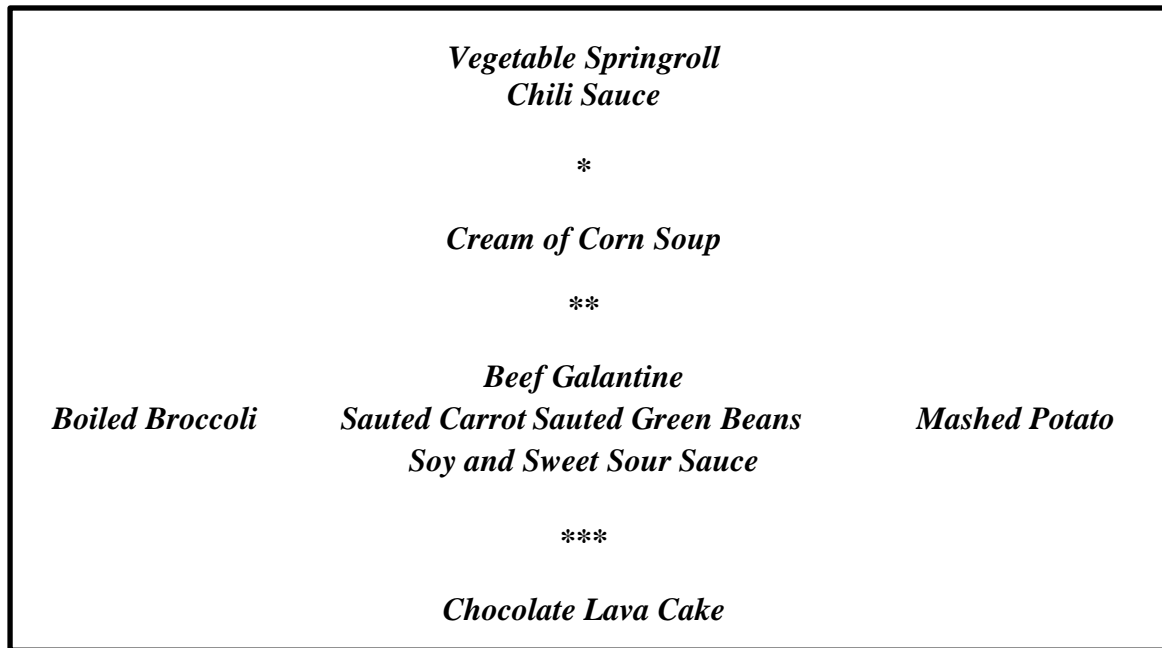 Vegetable Springroll
Chili Sauce
*
Cream of Corn Soup
**
Beef Galantine
Boiled Broccoli Sauted Carrot Sauted Green Beans Mashed Potato
Soy and Sweet Sour Sauce
***
Chocolate Lava Cake